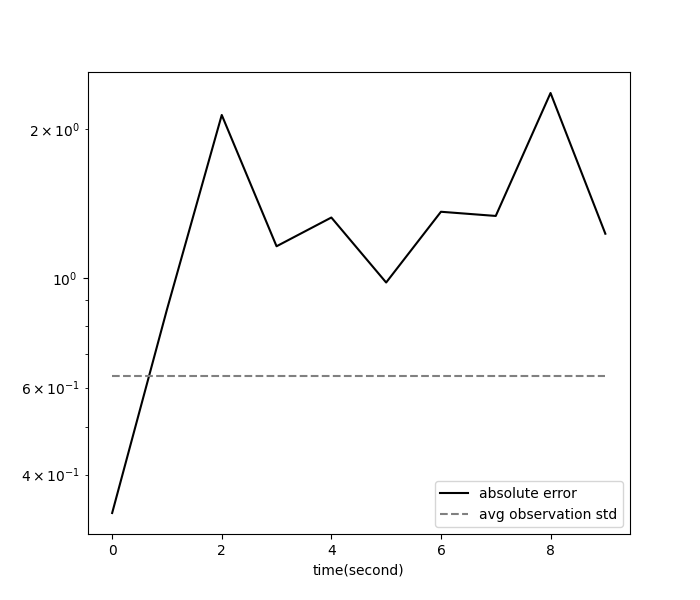 2 × 10⁰
10⁰
6 × 10⁻¹
4 × 10⁻¹
0 2 4 6 8
time(second)
absolute error
avg observation std